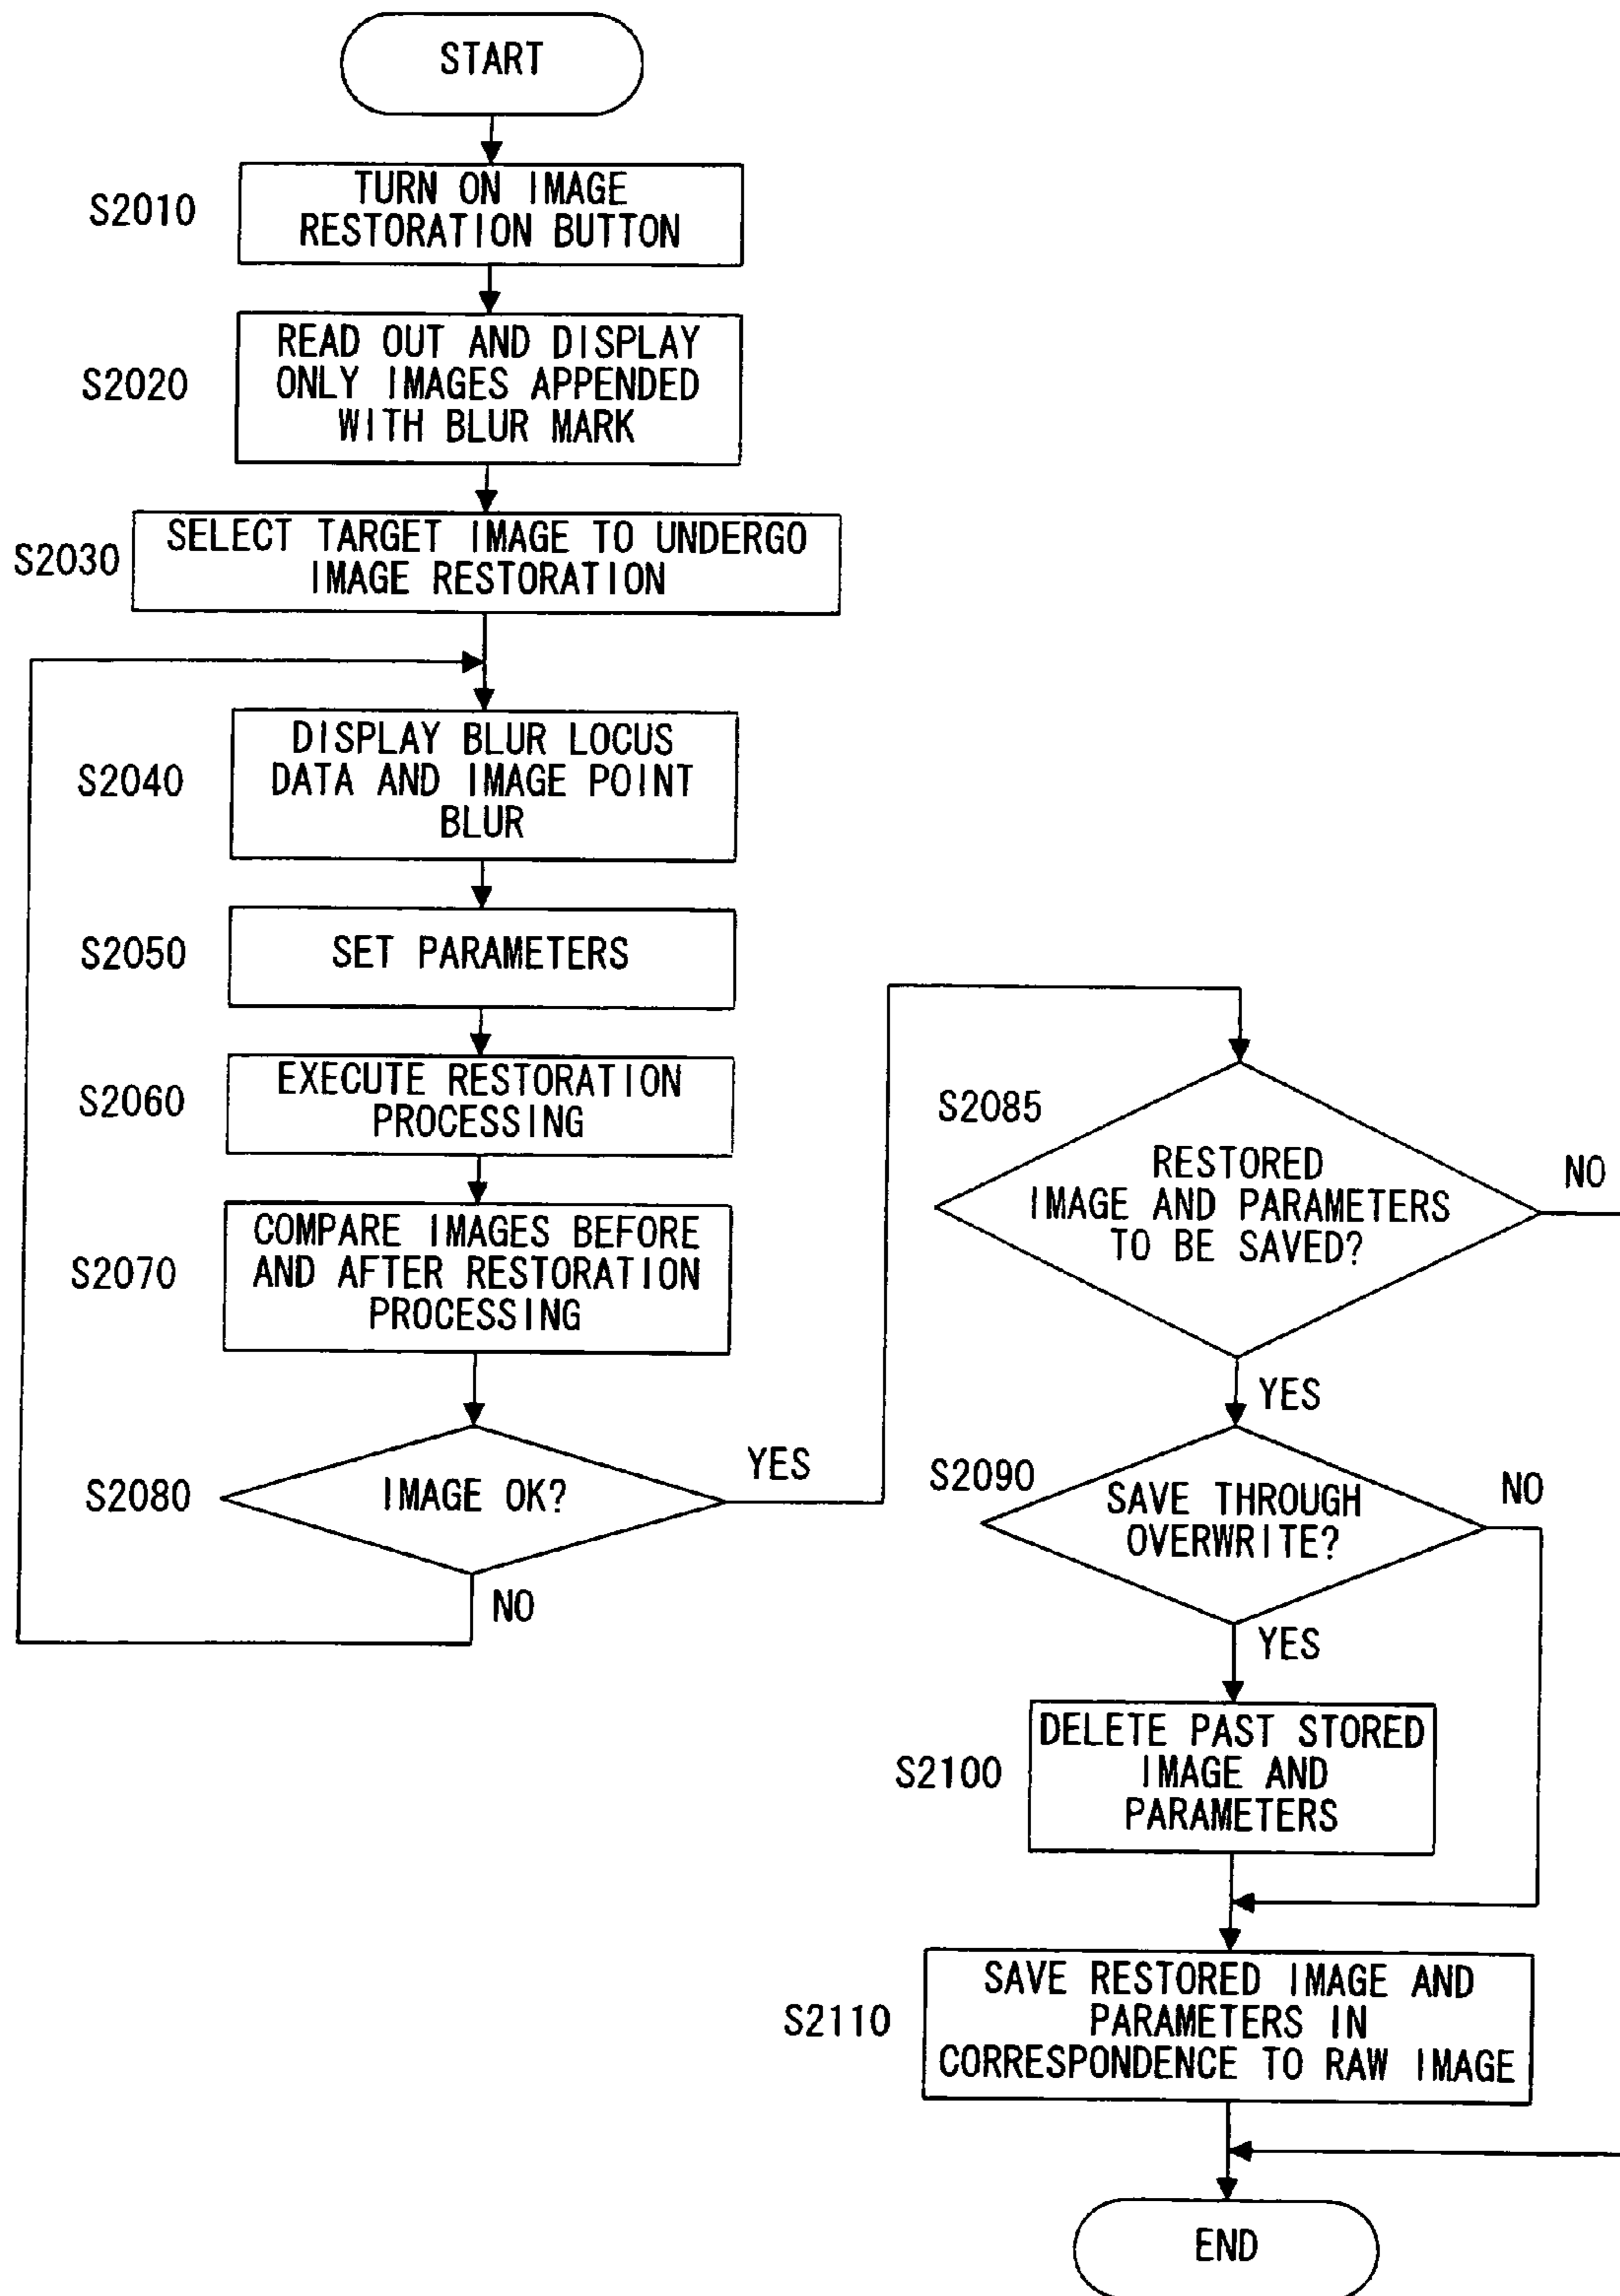 START
S2010
TURN ON IMAGE
RESTORATION BUTTON
S2020
READ OUT AND DISPLAY
ONLY IMAGES APPENDED
WITH BLUR MARK
S2030
SELECT TARGET IMAGE TO UNDERGO
IMAGE RESTORATION
S2040
DISPLAY BLUR LOCUS
DATA AND IMAGE POINT
BLUR
S2050
SET PARAMETERS
S2060
EXECUTE RESTORATION
PROCESSING
S2070
COMPARE IMAGES BEFORE
AND AFTER RESTORATION
PROCESSING
S2080
IMAGE OK?
YES
NO
S2085
RESTORED
IMAGE AND PARAMETERS
TO BE SAVED?
NO
YES
S2090
SAVE THROUGH
OVERWRITE?
NO
YES
S2100
DELETE PAST STORED
IMAGE AND
PARAMETERS
S2110
SAVE RESTORED IMAGE AND
PARAMETERS IN
CORRESPONDENCE TO RAW IMAGE
END